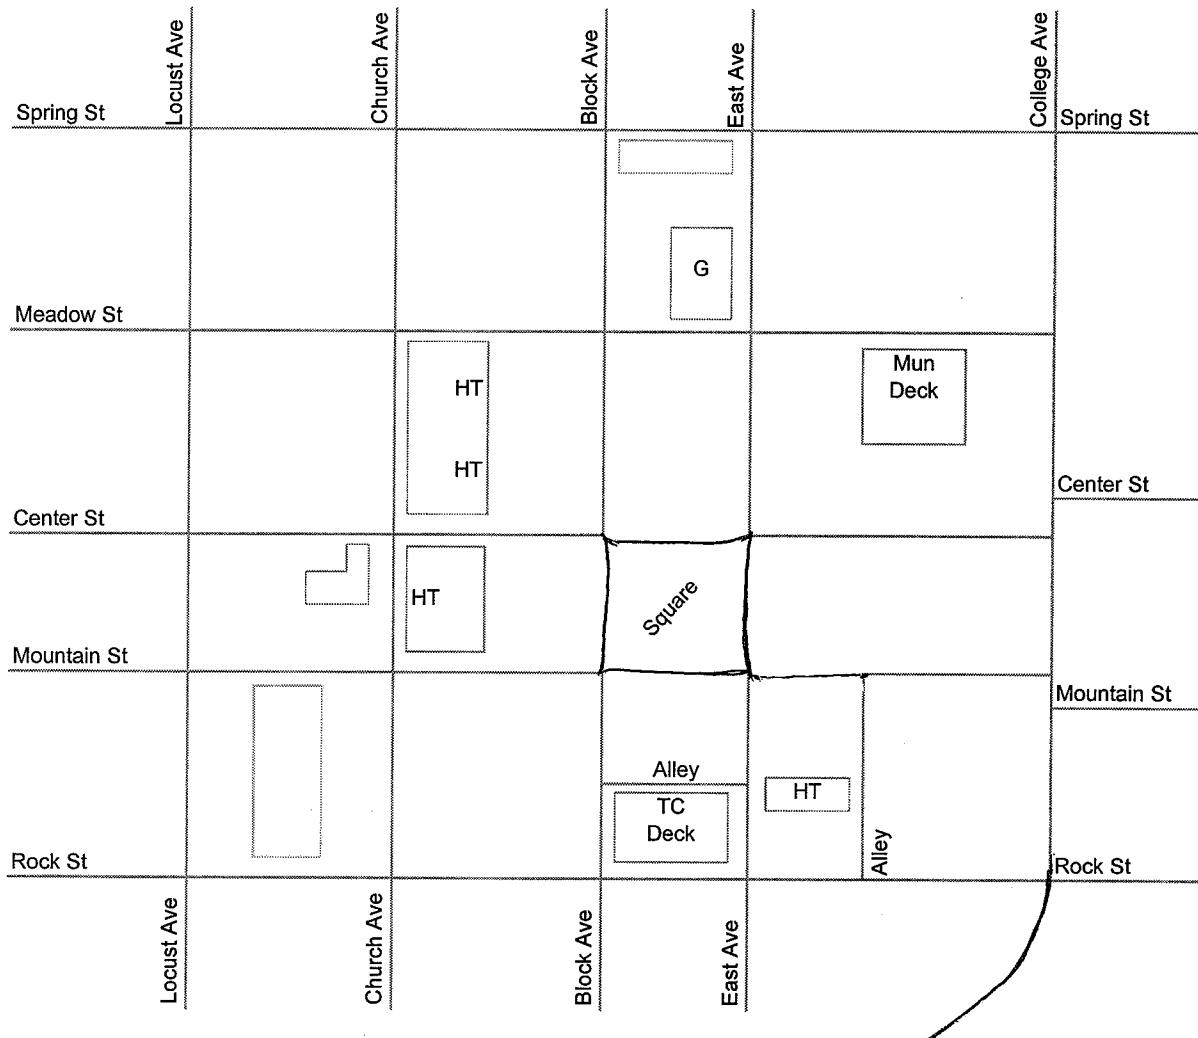 Locust Ave
Church Ave
Block Ave
East Ave
College Ave
Spring St
Spring St
G
Meadow St
Mun
Deck
HT
HT
Center St
Center St
HT
Square
Mountain St
Mountain St
Alley
TC
Deck
HT
Alley
Rock St
Rock St
Locust Ave
Church Ave
Block Ave
East Ave